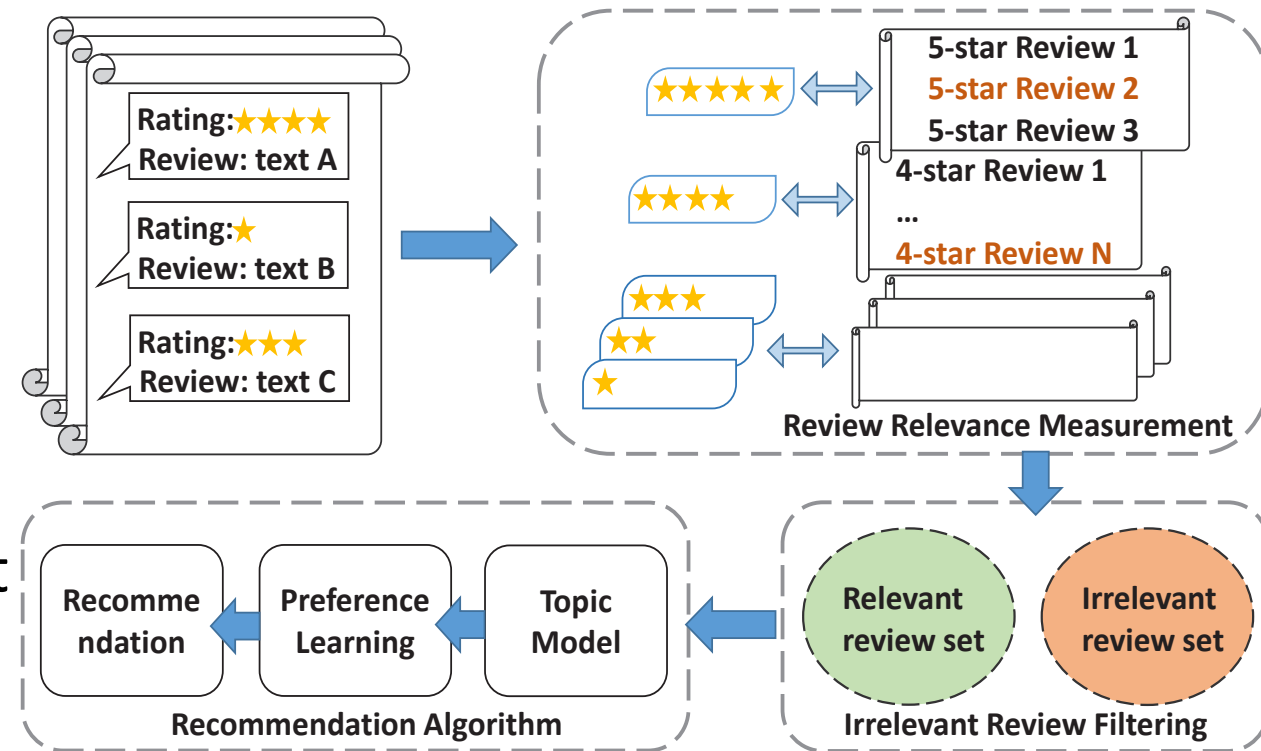 Rating:★★★★
Review: text A
Rating:★
Review: text B
Rating:★★★
Review: text C
5-star Review 1
5-star Review 2
5-star Review 3
4-star Review 1
...
4-star Review N
Review Relevance Measurement
t
Recomme
ndation
Preference
Learning
Topic
Model
Recommendation Algorithm
Relevant
review set
Irrelevant
review set
Irrelevant Review Filtering